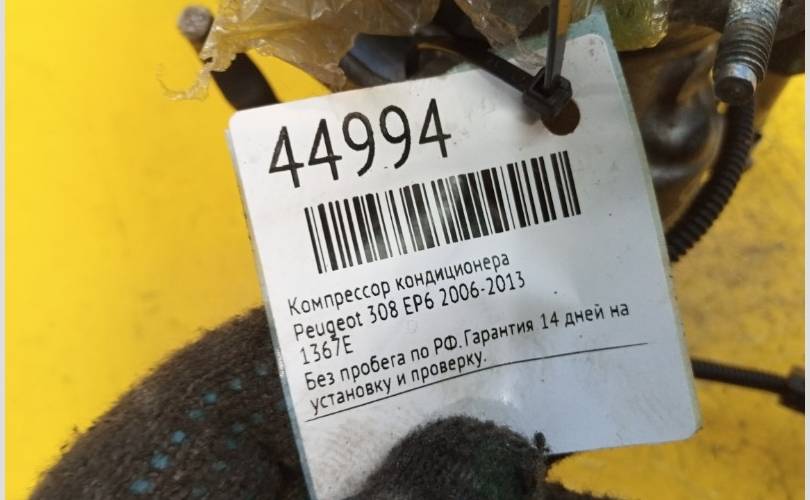 44994
Компрессор кондиционера
Peugeot 308 EP6 2006-2013
1367E
Без пробега по РФ.Гарантия 14 дней на
установку и проверку.